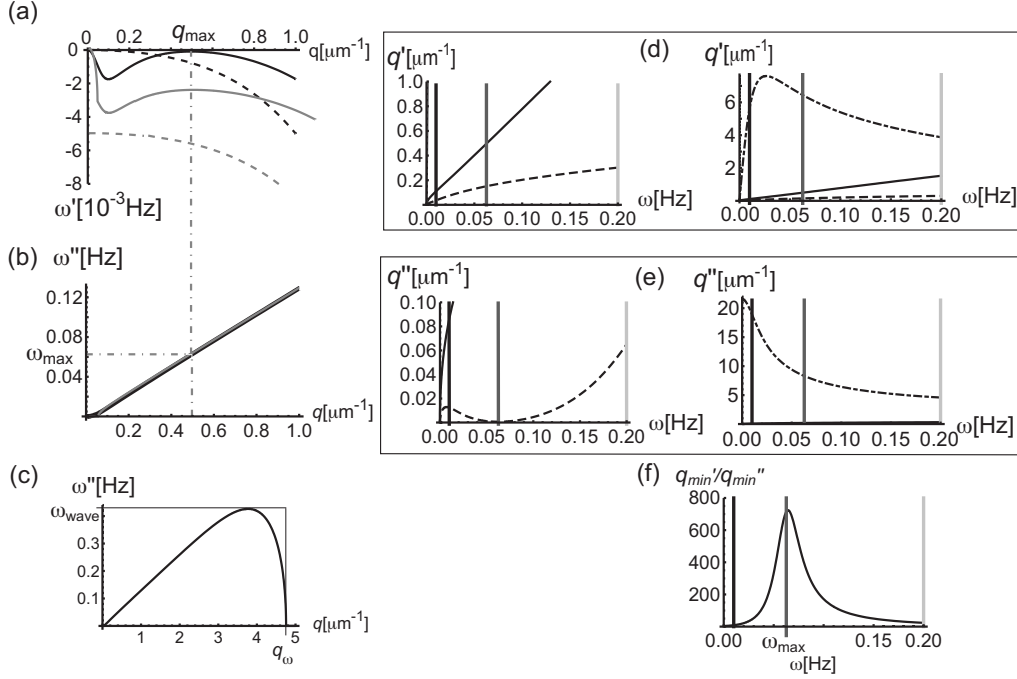 (a)
0 0.2 q_max 0.6 1.0 q[μm⁻¹]
0
-2
-4
-6
-8
ω'[10⁻³Hz]
(b) ω''[Hz]
0.12
0.08
ω_max
0.04
0.2 0.4 0.6 0.8 1.0 q[μm⁻¹]
(c) ω''[Hz]
ω_wave
0.3
0.2
0.1
1 2 3 4 5 q[μm⁻¹]
q_ω
q'[μm⁻¹]
1.0
0.8
0.6
0.4
0.2
0.00 0.05 0.10 0.15 0.20 ω[Hz]
(d) q'[μm⁻¹]
6
4
2
0.00 0.05 0.10 0.15 0.20 ω[Hz]
q''[μm⁻¹]
0.10
0.08
0.06
0.04
0.02
0.00 0.05 0.10 0.15 0.20 ω[Hz]
(e) q''[μm⁻¹]
20
15
10
5
0.00 0.05 0.10 0.15 0.20 ω[Hz]
(f) q_min'/q_min''
800
600
400
200
0.00 ω_max 0.15 0.20
ω[Hz]